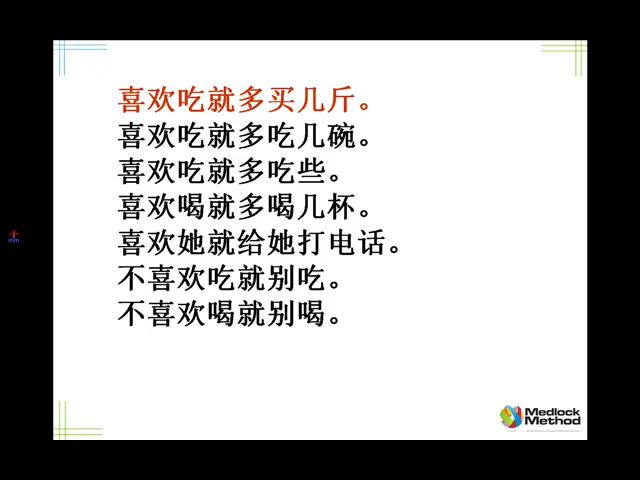 喜欢吃就多买几斤。
喜欢吃就多吃几碗。
喜欢吃就多吃些。
喜欢喝就多喝几杯。
喜欢她就给她打电话。
不喜欢吃就别吃。
不喜欢喝就别喝。
Medlock
Method
mm